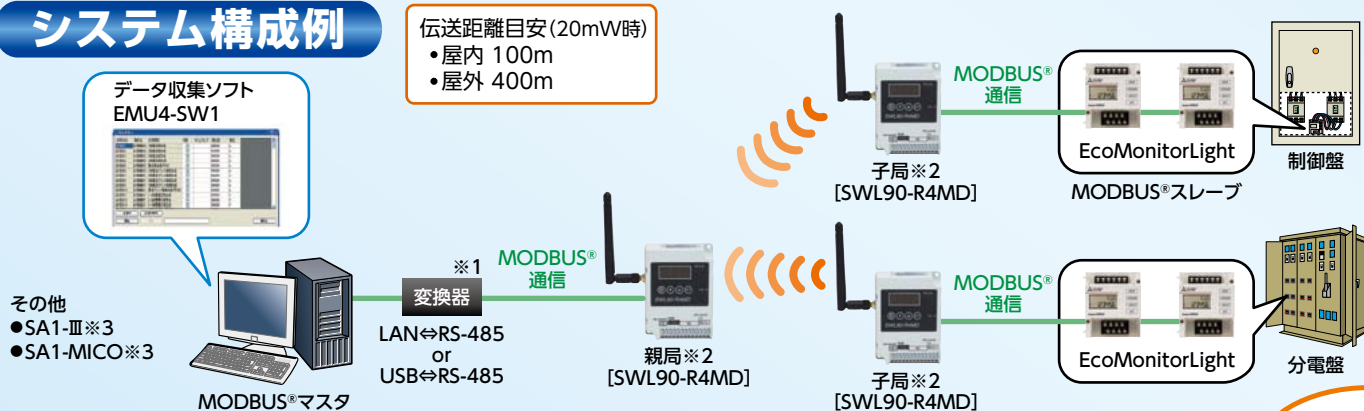 システム構成例
伝送距離目安(20mW時)
•屋内 100m
•屋外 400m
データ収集ソフト
EMU4-SW1
その他
●SA1-Ⅲ※3
●SA1-MICO※3
MODBUS®マスタ
※1
変換器
LAN⇔RS-485
or
USB⇔RS-485
MODBUS®
通信
親局※2
[SWL90-R4MD]
子局※2
[SWL90-R4MD]
MODBUS®
通信
EcoMonitorLight
MODBUS®スレーブ
制御盤
子局※2
[SWL90-R4MD]
MODBUS®
通信
EcoMonitorLight
分電盤